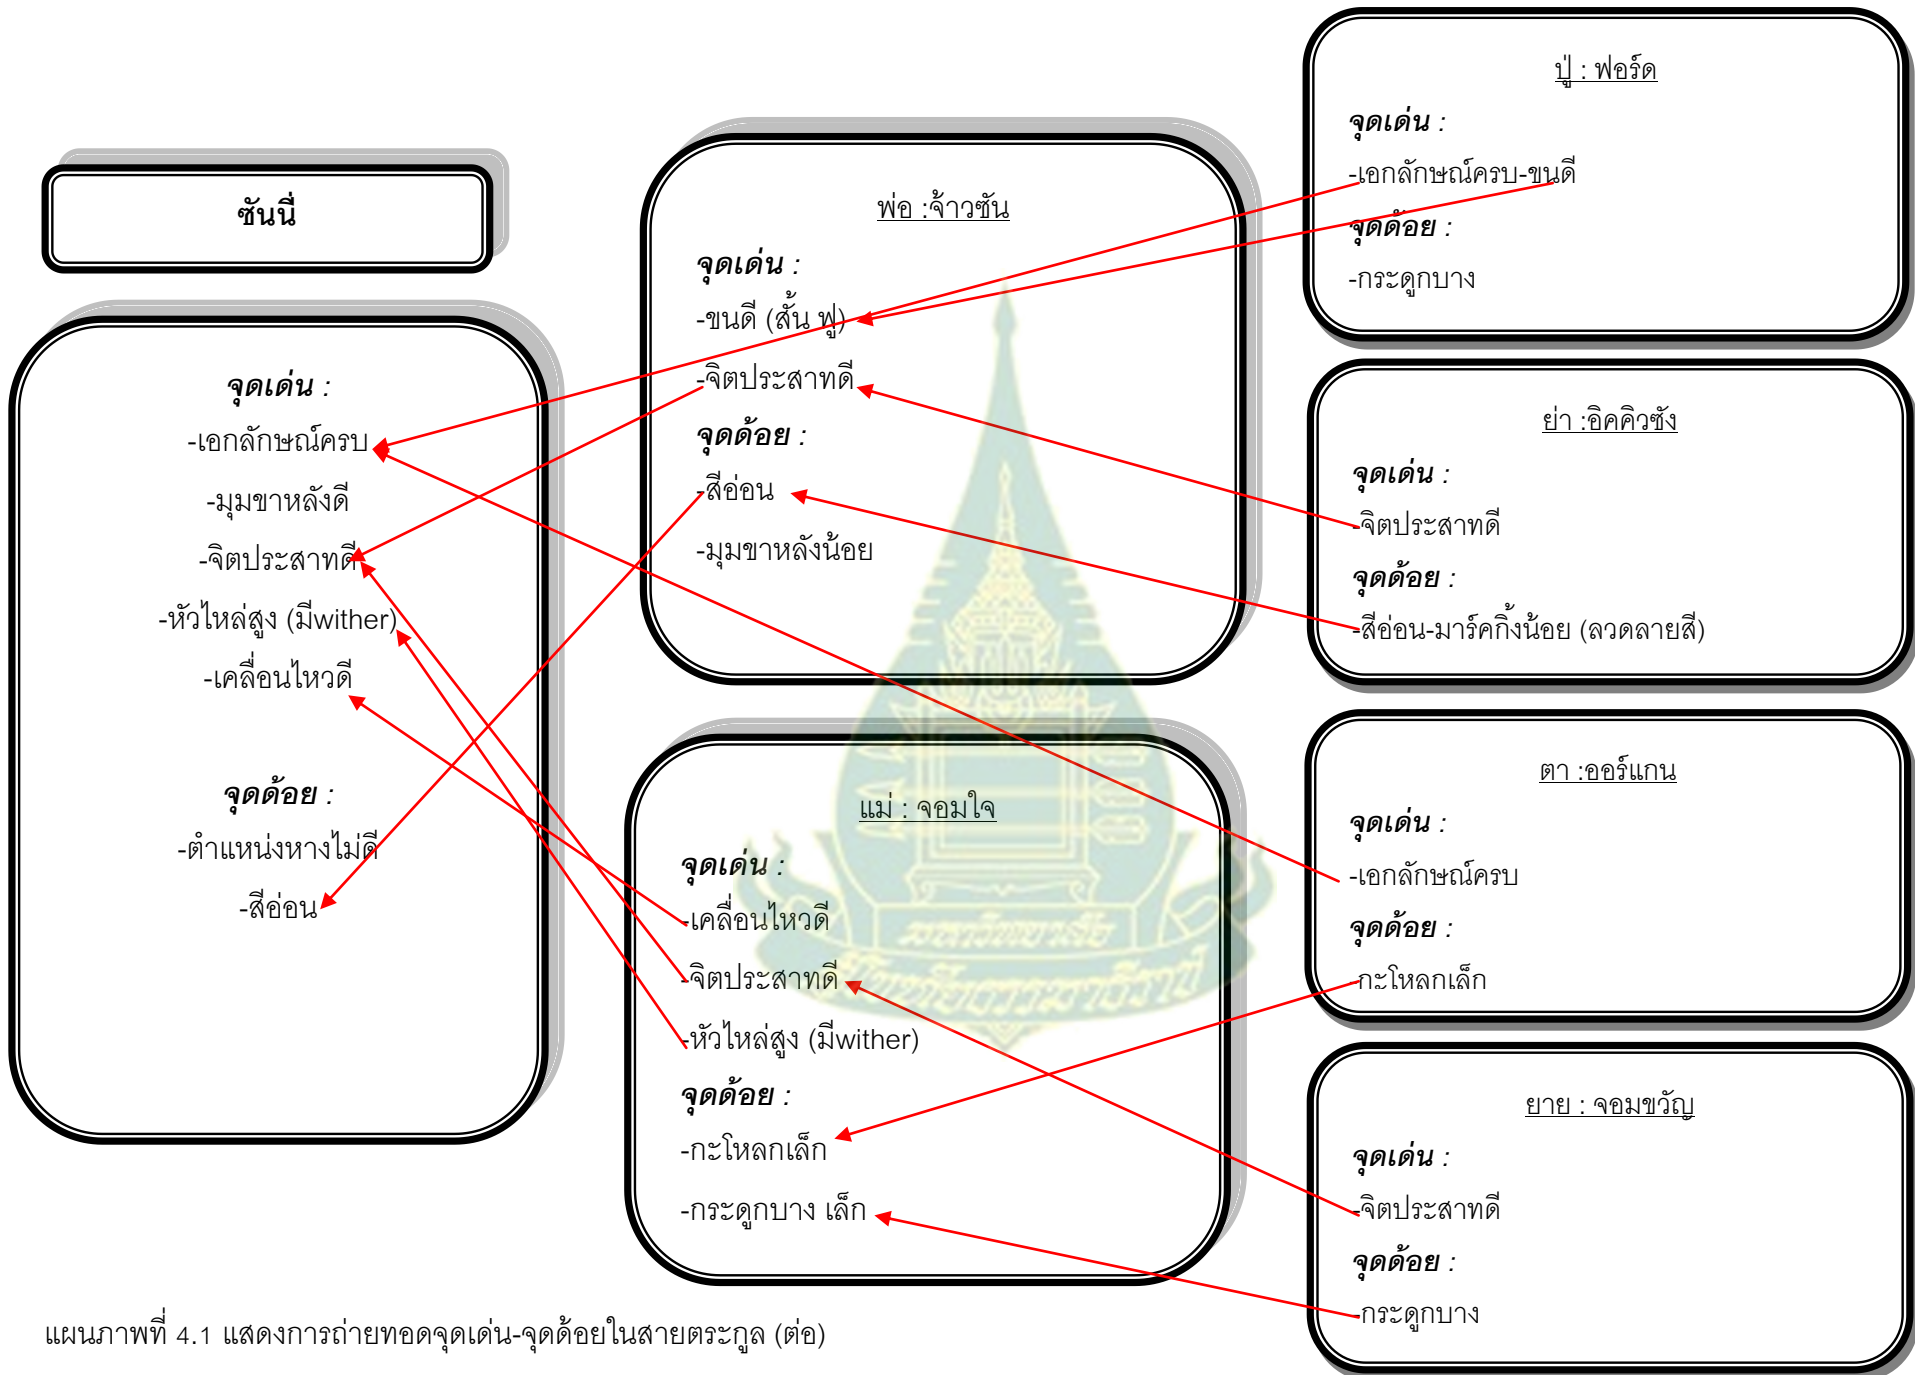 ซันนี่
จุดเด่น :
-เอกลักษณ์ครบ
-มุมขาหลังดี
-จิตประสาทดี
-หัวไหล่สูง (มีwither)
-เคลื่อนไหวดี
จุดด้อย :
-ตำแหน่งหางไม่ดี
-สีอ่อน
พ่อ :จ้าวซัน
จุดเด่น :
-ขนดี (สั้น ฟู)
-จิตประสาทดี
จุดด้อย :
-สีอ่อน
-มุมขาหลังน้อย
แม่ : จอมใจ
จุดเด่น :
-เคลื่อนไหวดี
-จิตประสาทดี
-หัวไหล่สูง (มีwither)
จุดด้อย :
-กะโหลกเล็ก
-กระดูกบาง เล็ก
ปู่ : ฟอร์ด
จุดเด่น :
-เอกลักษณ์ครบ-ขนดี
จุดด้อย :
-กระดูกบาง
ย่า :อิคคิวซัง
จุดเด่น :
-จิตประสาทดี
จุดด้อย :
-สีอ่อน-มาร์คกิ้งน้อย (ลวดลายสี)
ตา :ออร์แกน
จุดเด่น :
-เอกลักษณ์ครบ
จุดด้อย :
-กะโหลกเล็ก
ยาย : จอมขวัญ
จุดเด่น :
-จิตประสาทดี
จุดด้อย :
-กระดูกบาง
แผนภาพที่ 4.1 แสดงการถ่ายทอดจุดเด่น-จุดด้อยในสายตระกูล (ต่อ)